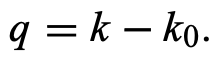 q = k − k₀.